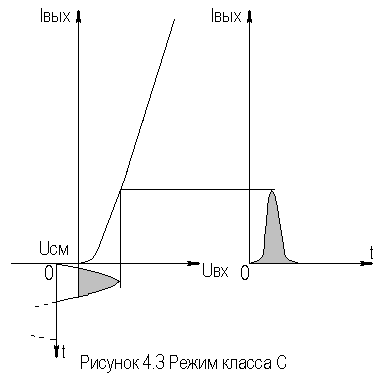 Iвых
Iвых
Uсм
0
Uвх
0
t
t
Рисунок 4.3 Режим класса С